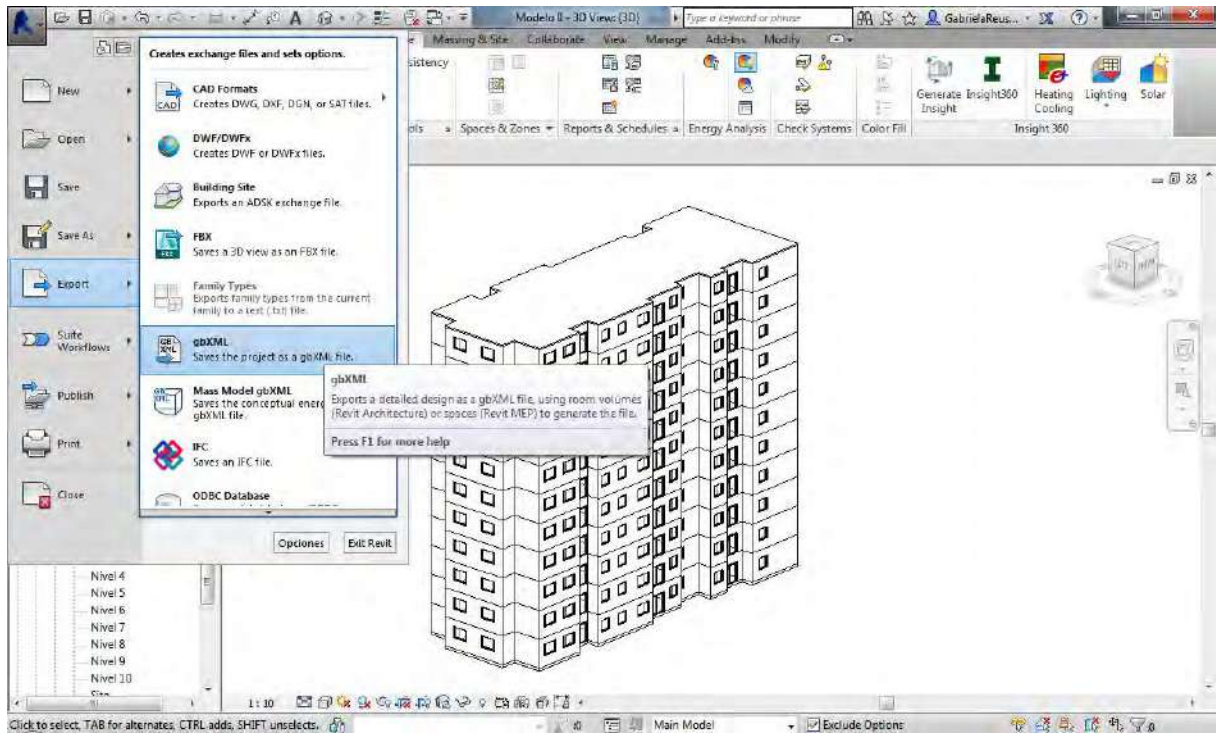 Modelo II - 3D View: {3D}
Type a keyword or phrase
GabrielaReus...
Massing & Site Collaborate View Manage Add-Ins Modify
Creates exchange files and sets options.
New
Open
Save
Save As
Export
Suite
Workflows
Publish
Print
Close
CAD Formats
Creates DWG, DXF, DGN, or SAT files.
DWF/DWFx
Creates DWF or DWFx files.
Building Site
Exports an ADSK exchange file.
FBX
Saves a 3D view as an FBX file.
Family Types
Exports family types from the current
family to a text (.txt) file.
gbXML
Saves the project as a gbXML file.
Mass Model gbXML
Saves the conceptual
gbXML file.
IFC
Saves an IFC file.
ODBC Database
Opciones Exit Revit
gbXML
Exports a detailed design as a gbXML file, using room volumes
(Revit Architecture) or spaces (Revit MEP) to generate the file.
Press F1 for more help
Generate
Insight
Insight360
Heating
Cooling
Lighting
Solar
Spaces & Zones Reports & Schedules Energy Analysis Check Systems Color Fill Insight 360
Nivel 4
Nivel 5
Nivel 6
Nivel 7
Nivel 8
Nivel 9
Nivel 10
1 : 10
Click to select, TAB for alternates, CTRL adds, SHIFT unselects.
:0 Main Model Exclude Options :0